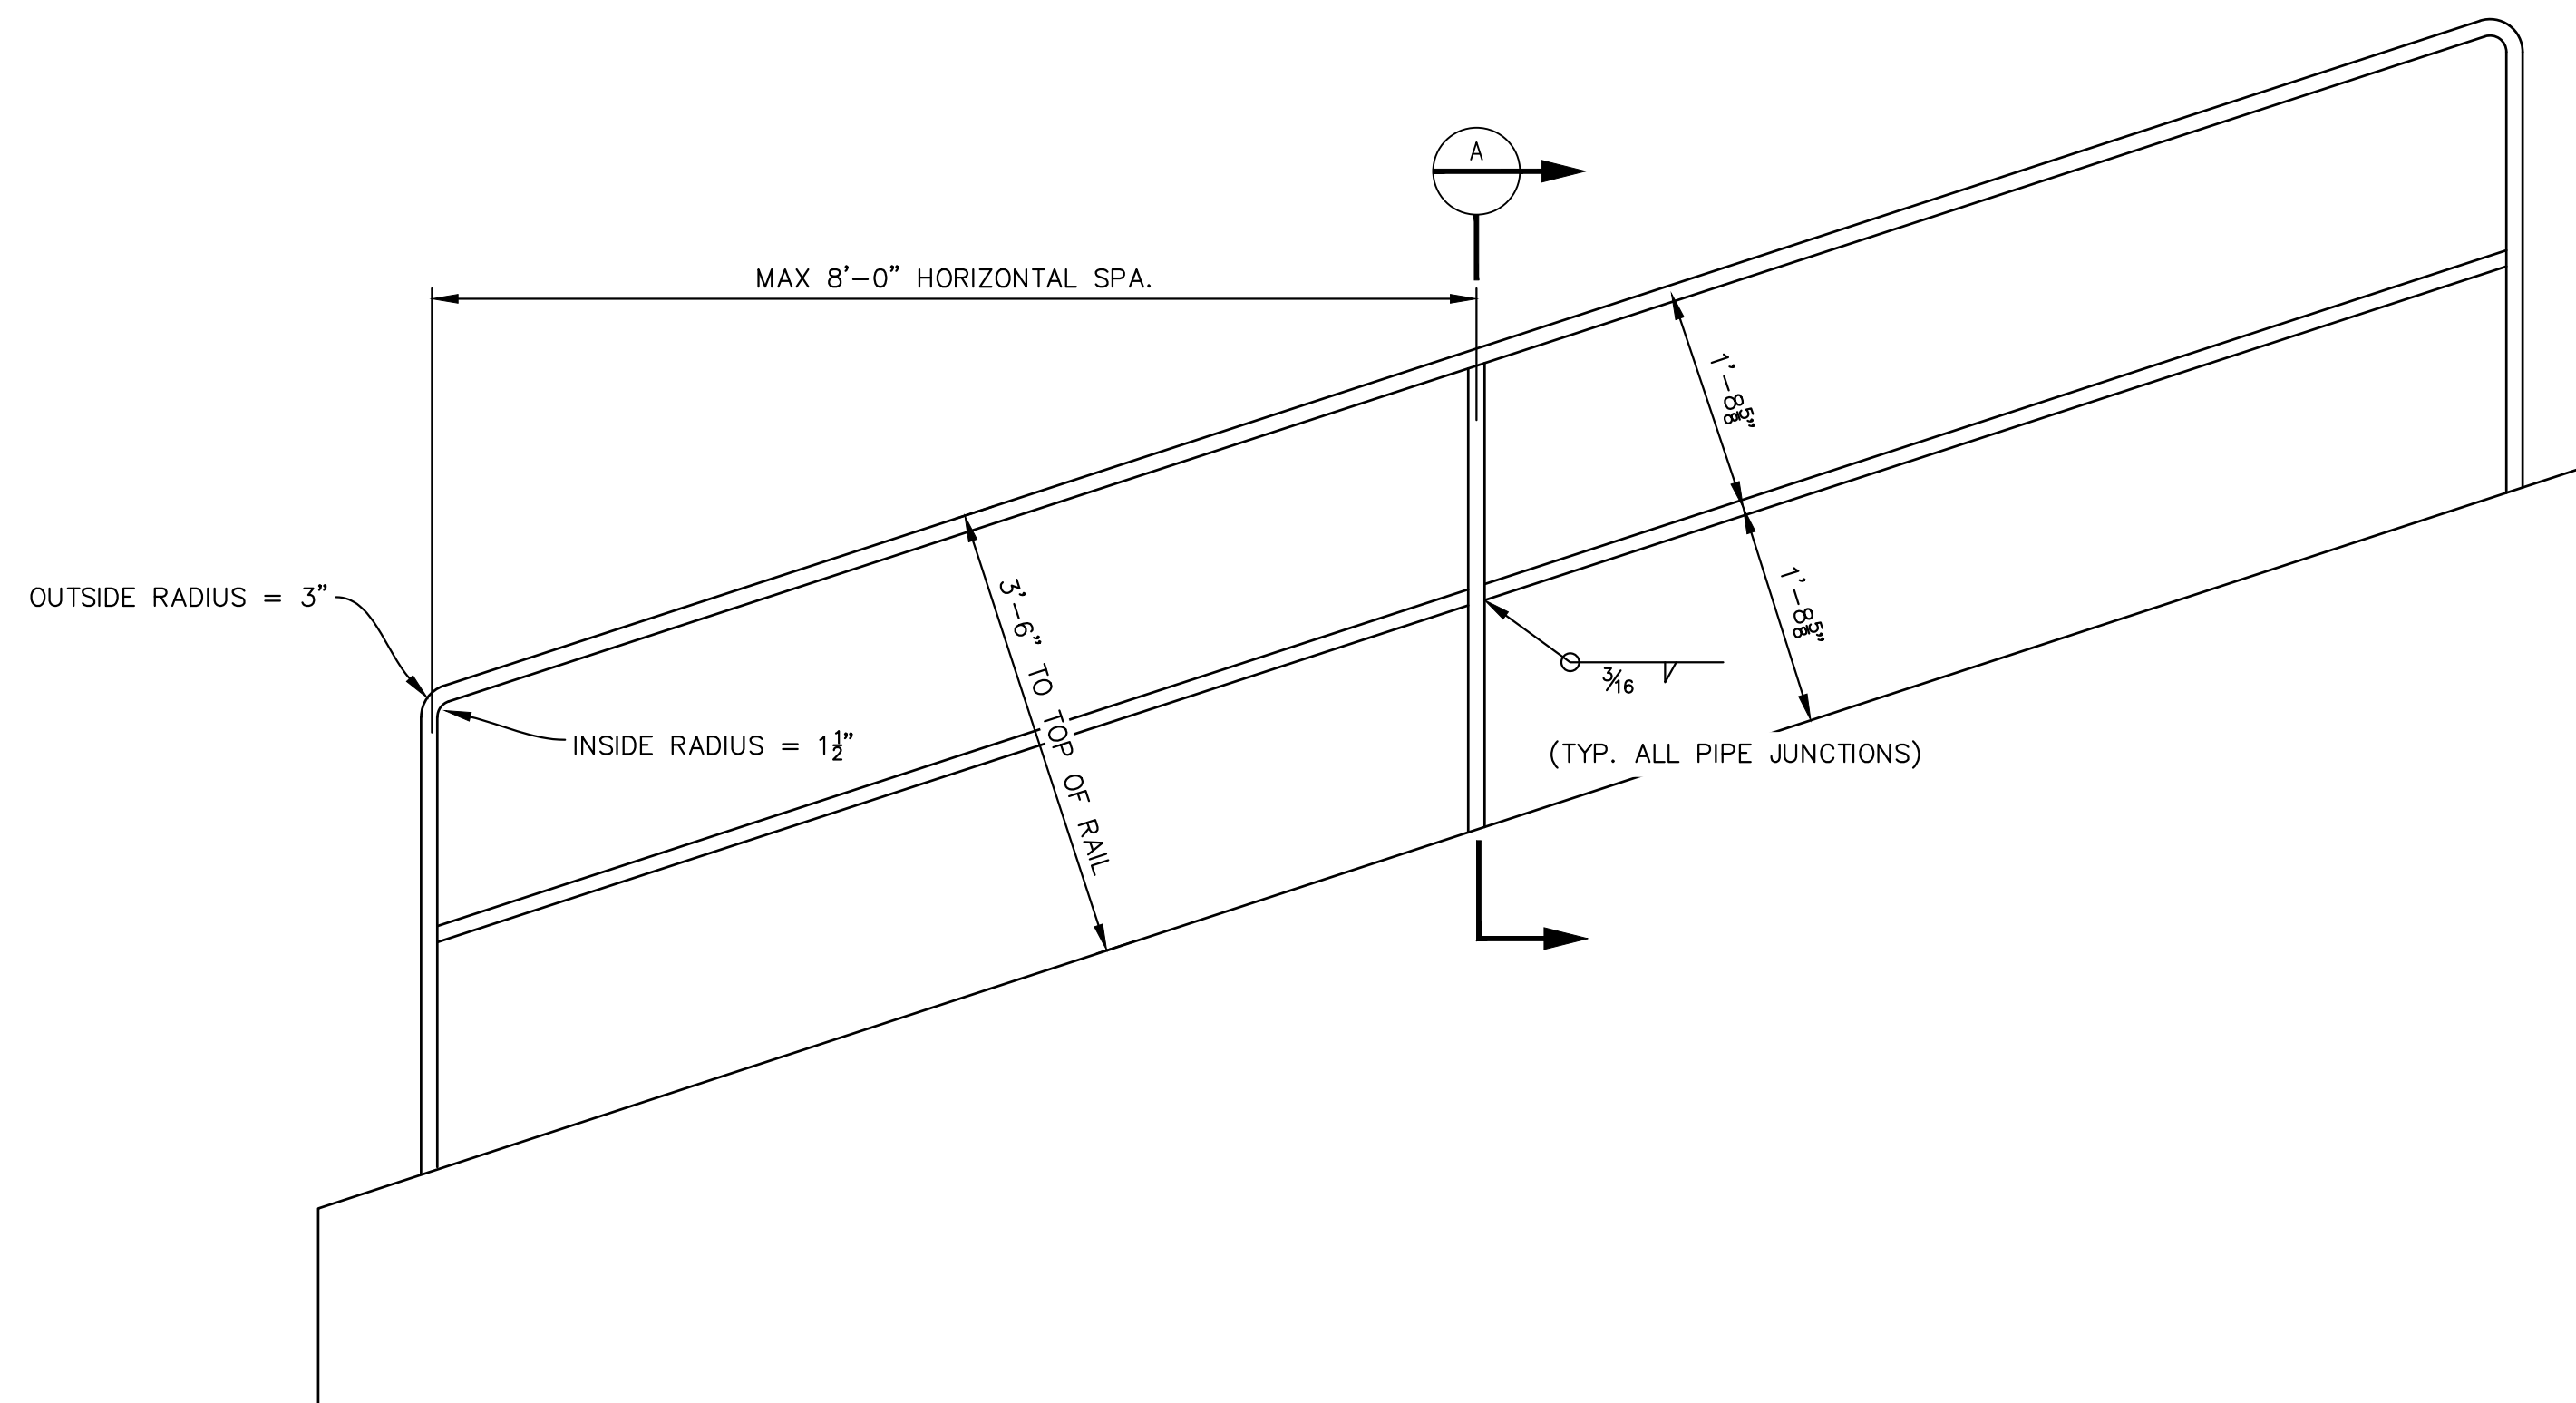 A
MAX 8'-0" HORIZONTAL SPA.
1'-8⅝"
OUTSIDE RADIUS = 3"
3'-6" TO TOP OF RAIL
1'-8⅝"
3/16
INSIDE RADIUS = 1½"
(TYP. ALL PIPE JUNCTIONS)